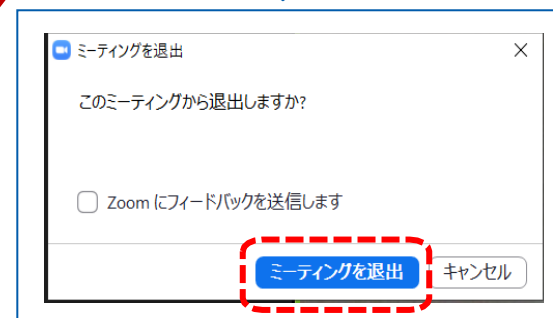 ミーティングを退出
このミーティングから退出しますか?
Zoom にフィードバックを送信します
ミーティングを退出 キャンセル